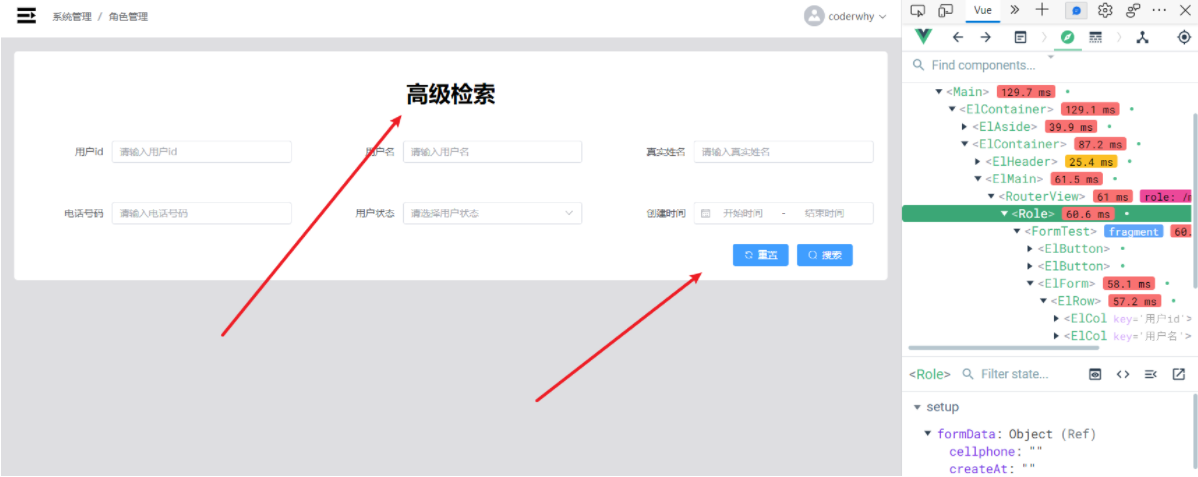 系统管理 / 角色管理
coderwhy
高级检索
用户id 请输入用户id
用户名 请输入用户名
真实姓名 请输入真实姓名
电话号码 请输入电话号码
用户状态 请选择用户状态
创建时间 开始时间 - 结束时间
重置 搜索
Vue
Find components...
<Main> 129.7 ms
<ElContainer> 129.1 ms
<ElAside> 39.9 ms
<ElContainer> 87.2 ms
<ElHeader> 25.4 ms
<ElMain> 61.5 ms
<RouterView> 61 ms role: /
<Role> 60.6 ms
<FormTest> fragment 60.
<ElButton>
<ElButton>
<ElForm> 58.1 ms
<ElRow> 57.2 ms
<ElCol key='用户id'>
<ElCol key='用户名'>
<Role> Filter state...
setup
formData: Object (Ref)
cellphone: ""
createAt: ""